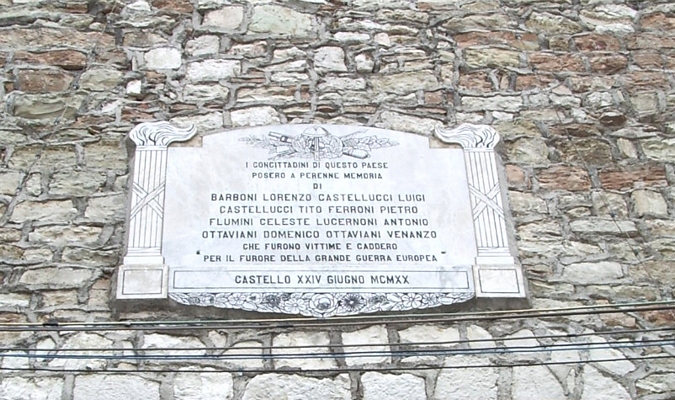 I CONCITTADINI DI QUESTO PAESE
POSERO A PERENNE MEMORIA
DI
BARBONI LORENZO CASTELLUCCI LUIGI
CASTELLUCCI TITO FERRONI PIETRO
FLUMINI CELESTE LUCERNONI ANTONIO
OTTAVIANI DOMENICO OTTAVIANI VENANZO
CHE FURONO VITTIME E CADDERO
"PER IL FURORE DELLA GRANDE GUERRA EUROPEA"
CASTELLO XXIV GIUGNO MCMXX